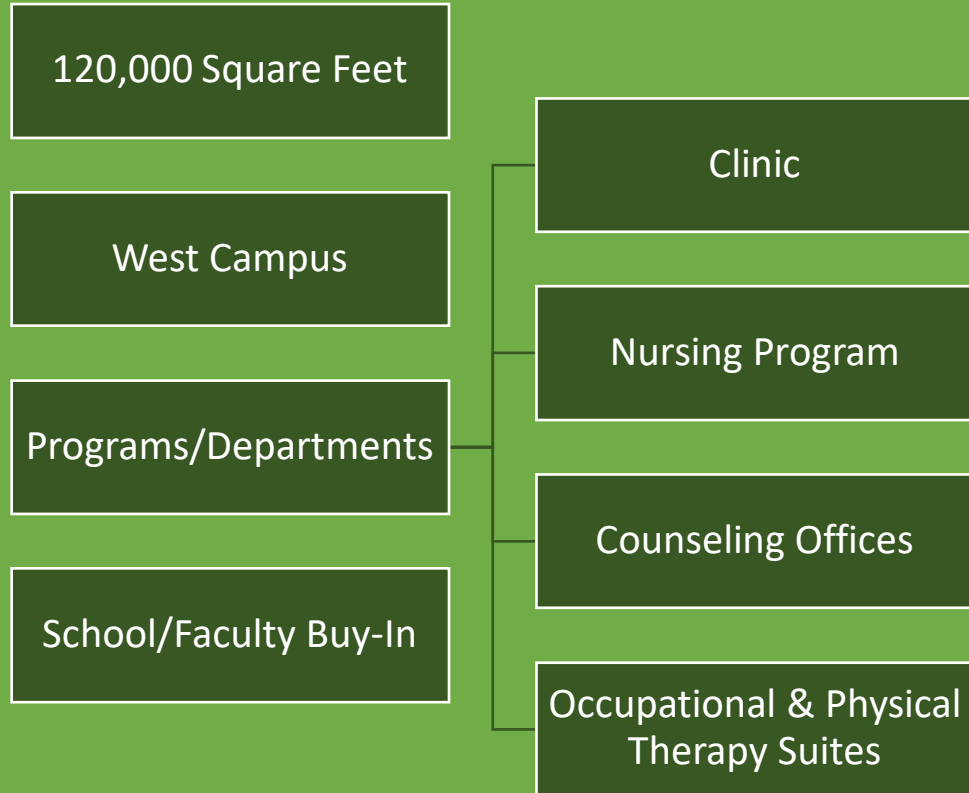 120,000 Square Feet
West Campus
Programs/Departments
School/Faculty Buy-In
Clinic
Nursing Program
Counseling Offices
Occupational & Physical
Therapy Suites